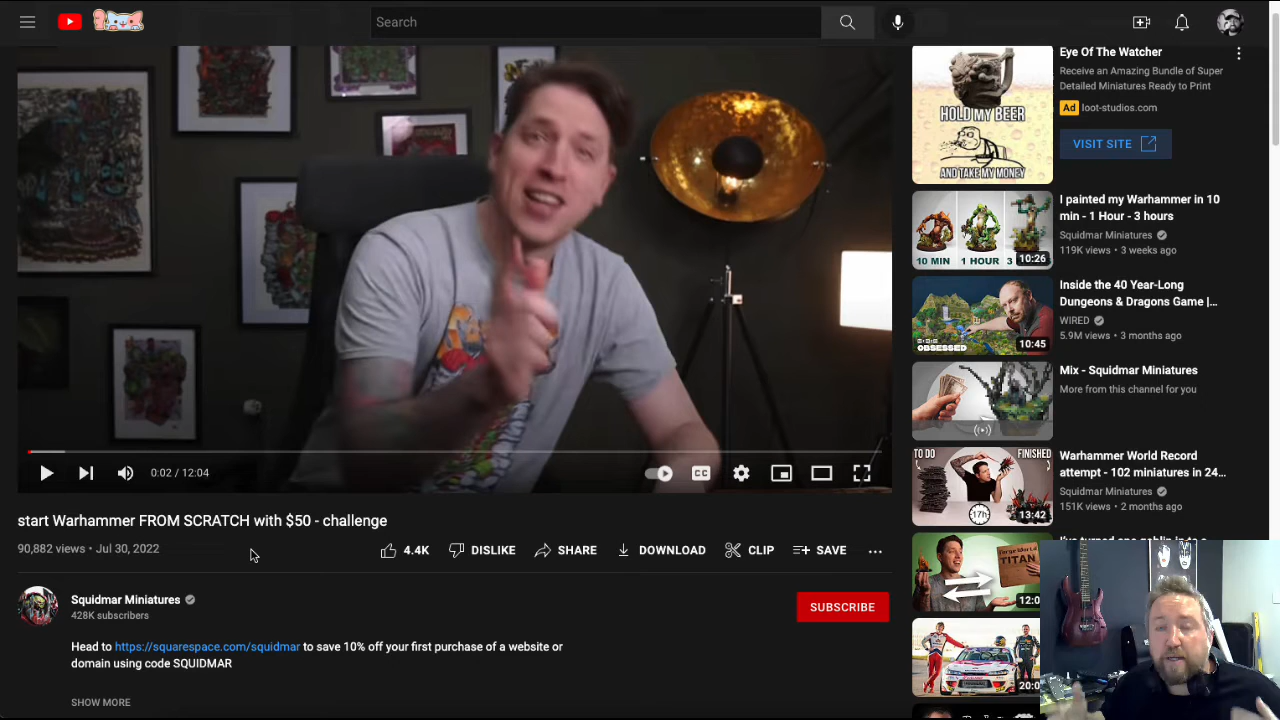 Search
HOLD MY BEER
AND TAKE MY MONEY
Eye Of The Watcher
Receive an Amazing Bundle of Super
Detailed Miniatures Ready to Print
Ad loot-studios.com
VISIT SITE
10 MIN 1 HOUR 3
10:26
I painted my Warhammer in 10
min - 1 Hour - 3 hours
Squidmar Miniatures
119K views • 3 weeks ago
OBSESSED
10:45
Inside the 40 Year-Long
Dungeons & Dragons Game |...
WIRED
5.9M views • 3 months ago
Mix - Squidmar Miniatures
More from this channel for you
TO DO
FINISHED
17h
13:42
Warhammer World Record
attempt - 102 miniatures in 24...
Squidmar Miniatures
151K views • 2 months ago
TITAN
12:0
20:0
0:02 / 12:04
CC
start Warhammer FROM SCRATCH with $50 - challenge
90,882 views • Jul 30, 2022
4.4K DISLIKE SHARE DOWNLOAD CLIP SAVE
Squidmar Miniatures
428K subscribers
SUBSCRIBE
Head to https://squarespace.com/squidmar to save 10% off your first purchase of a website or
domain using code SQUIDMAR
SHOW MORE